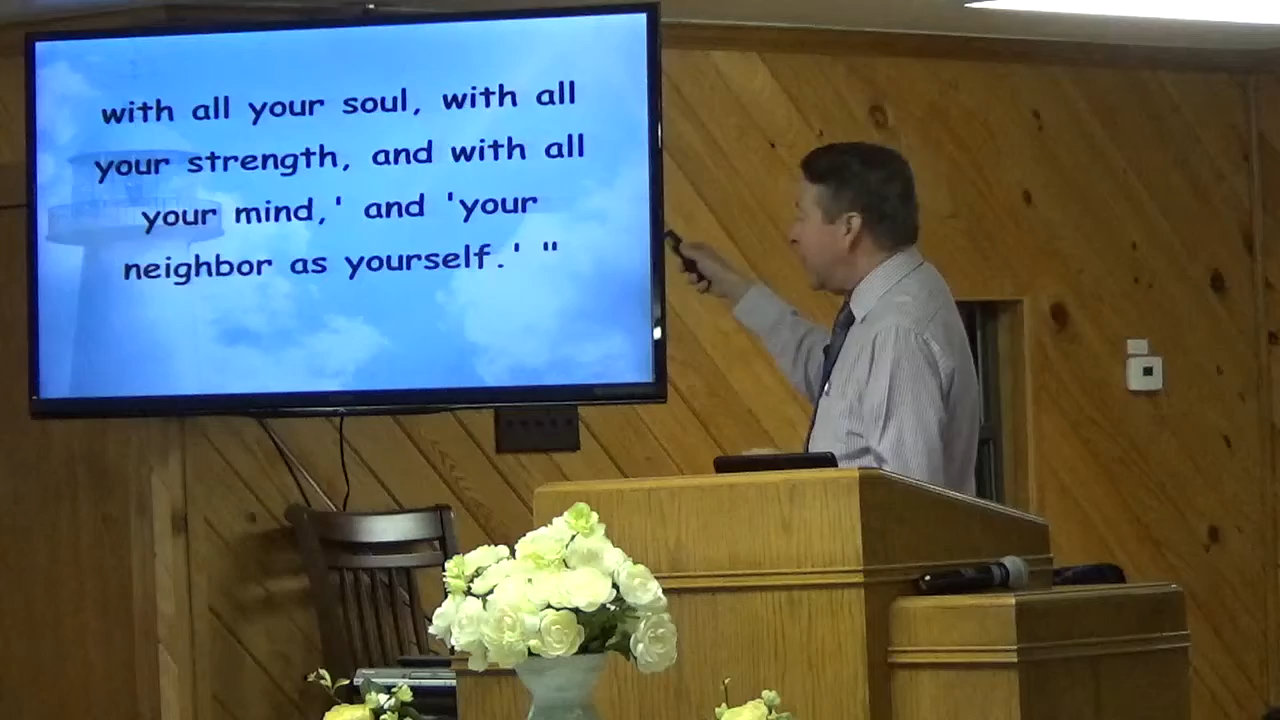 with all your soul, with all
your strength, and with all
your mind,' and 'your
neighbor as yourself.' "